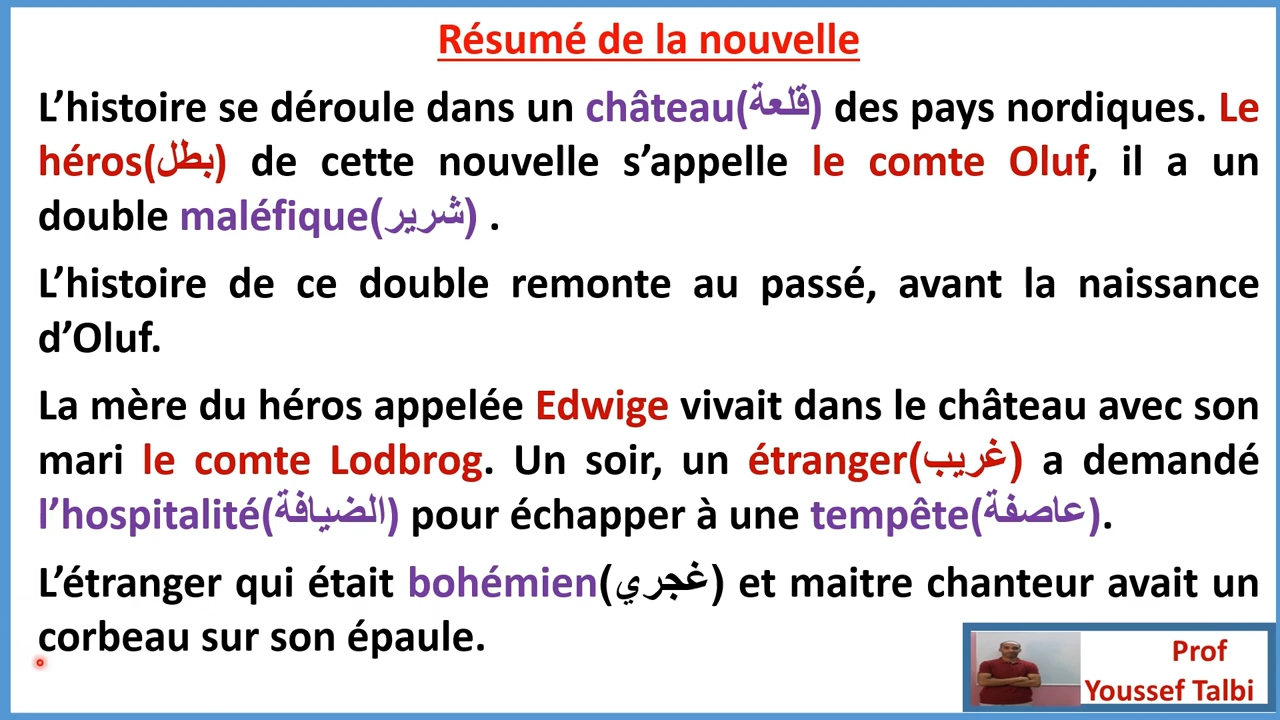 Résumé de la nouvelle
L’histoire se déroule dans un château(قلعة) des pays nordiques. Le
héros(بطل) de cette nouvelle s’appelle le comte Oluf, il a un
double maléfique(شرير) .
L’histoire de ce double remonte au passé, avant la naissance
d’Oluf.
La mère du héros appelée Edwige vivait dans le château avec son
mari le comte Lodbrog. Un soir, un étranger(غريب) a demandé
l’hospitalité(الضيافة) pour échapper à une tempête(عاصفة).
L’étranger qui était bohémien(غجري) et maitre chanteur avait un
corbeau sur son épaule.
Prof
Youssef Talbi